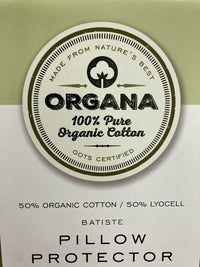 MADE FROM NATURE'S BEST
ORGANA
100% Pure
Organic Cotton
GOTS CERTIFIED
50% ORGANIC COTTON / 50% LYOCELL
BATISTE
PILLOW
PROTECTOR